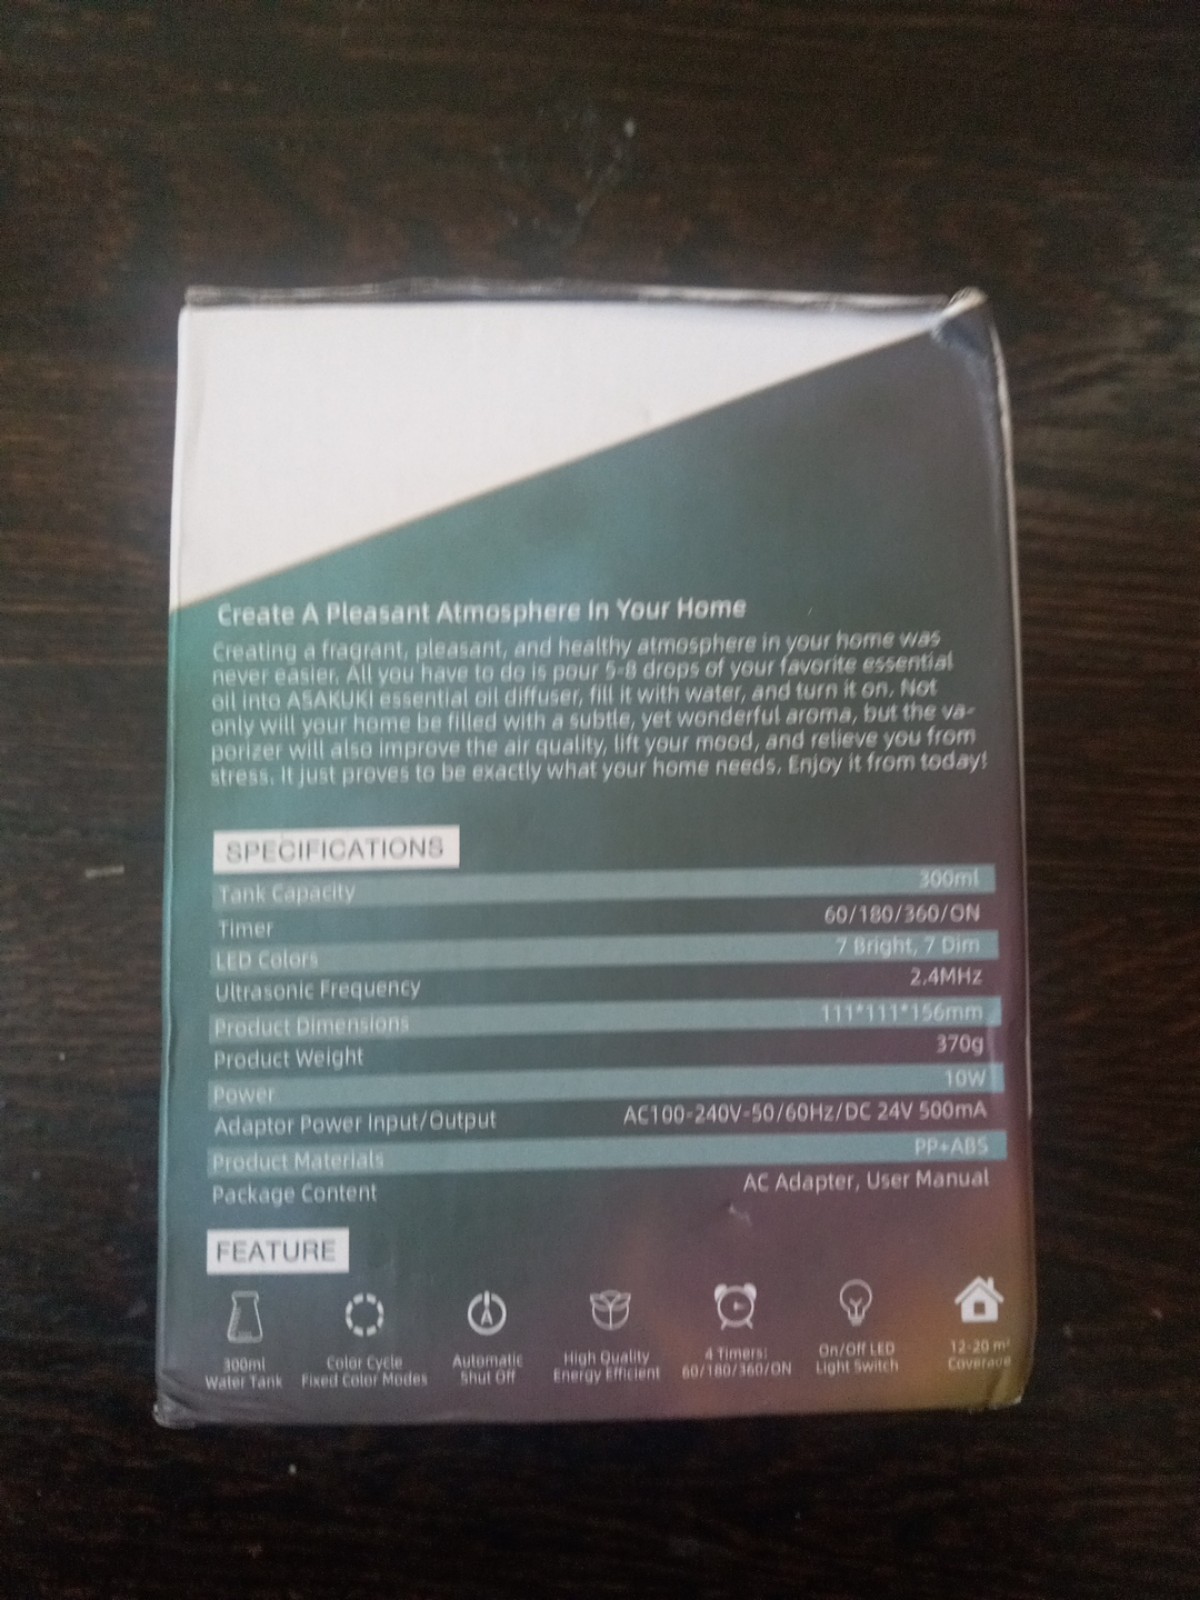 Create A Pleasant Atmosphere In Your Home
Creating a fragrant, pleasant, and healthy atmosphere in your home was
never easier. All you have to do is pour 5-8 drops of your favorite essential
oil into ASAKUKI essential oil diffuser, fill it with water, and turn it on. Not
only will your home be filled with a subtle, yet wonderful aroma, but the va-
porizer will also improve the air quality, lift your mood, and relieve you from
stress. It just proves to be exactly what your home needs. Enjoy it from today!
SPECIFICATIONS
Tank Capacity 300ml
Timer 60/180/360/ON
LED Colors 7 Bright, 7 Dim
Ultrasonic Frequency 2.4MHz
Product Dimensions 111*111*156mm
Product Weight 370g
Power 10W
Adaptor Power Input/Output AC100-240V-50/60Hz/DC 24V 500mA
Product Materials PP+ABS
Package Content AC Adapter, User Manual
FEATURE
300ml
Water Tank
Color Cycle
Fixed Color Modes
A
Automatic
Shut Off
High Quality
Energy Efficient
4 Timers:
60/180/360/ON
On/Off LED
Light Switch
12-20 m²
Coverage